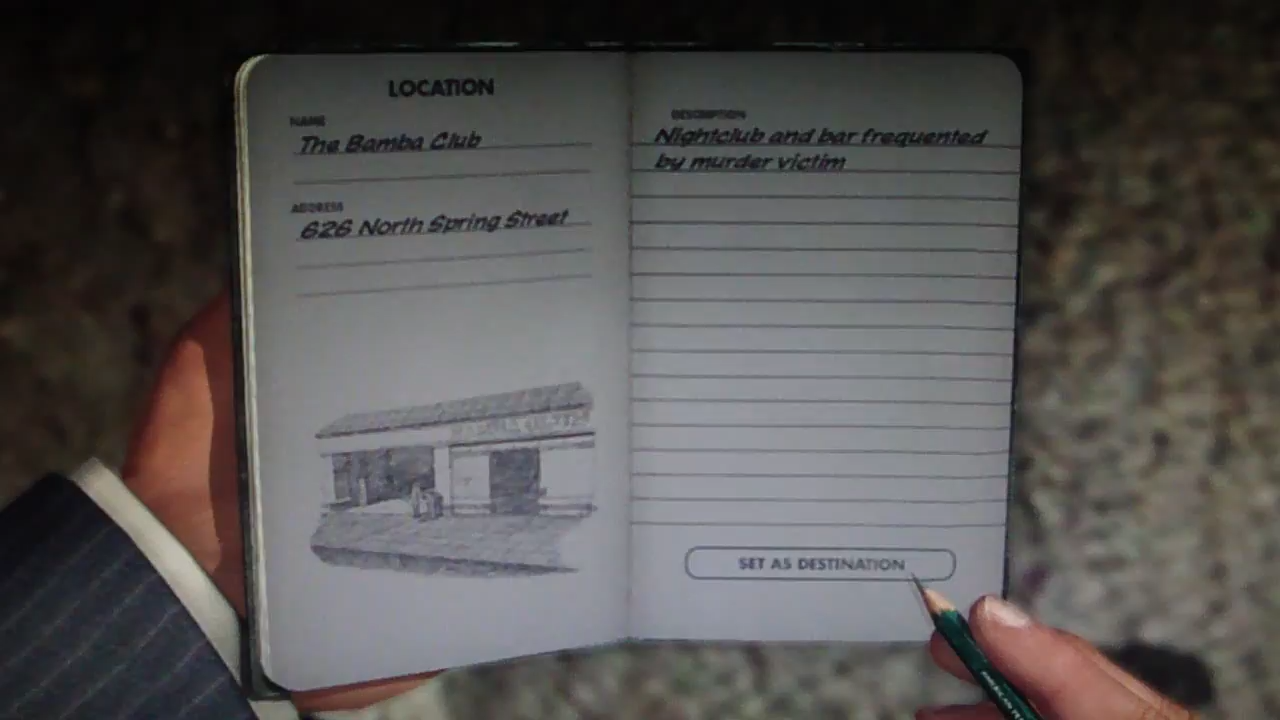 LOCATION
NAME
The Bamba Club
ADDRESS
626 North Spring Street
DESCRIPTION
Nightclub and bar frequented
by murder victim
SET AS DESTINATION